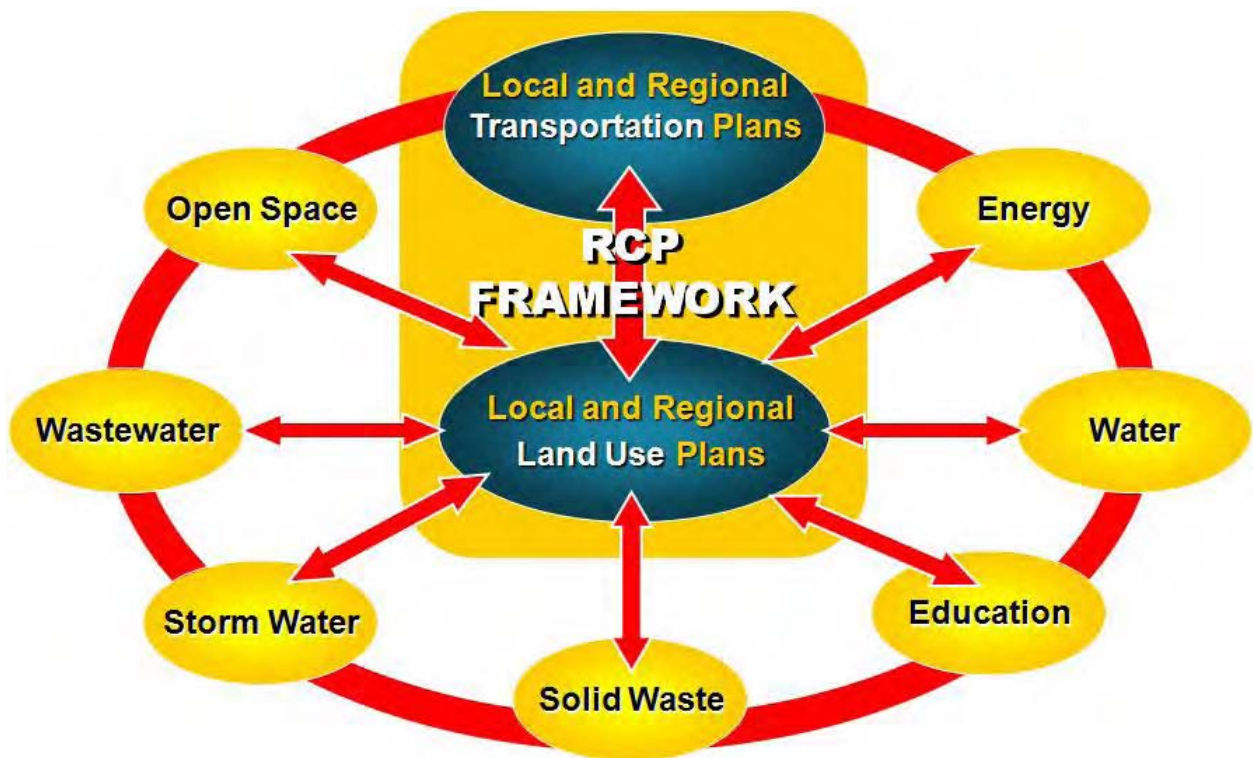 Local and Regional
Transportation Plans
Open Space
Energy
RCP
FRAMEWORK
Local and Regional
Land Use Plans
Wastewater
Water
Storm Water
Education
Solid Waste